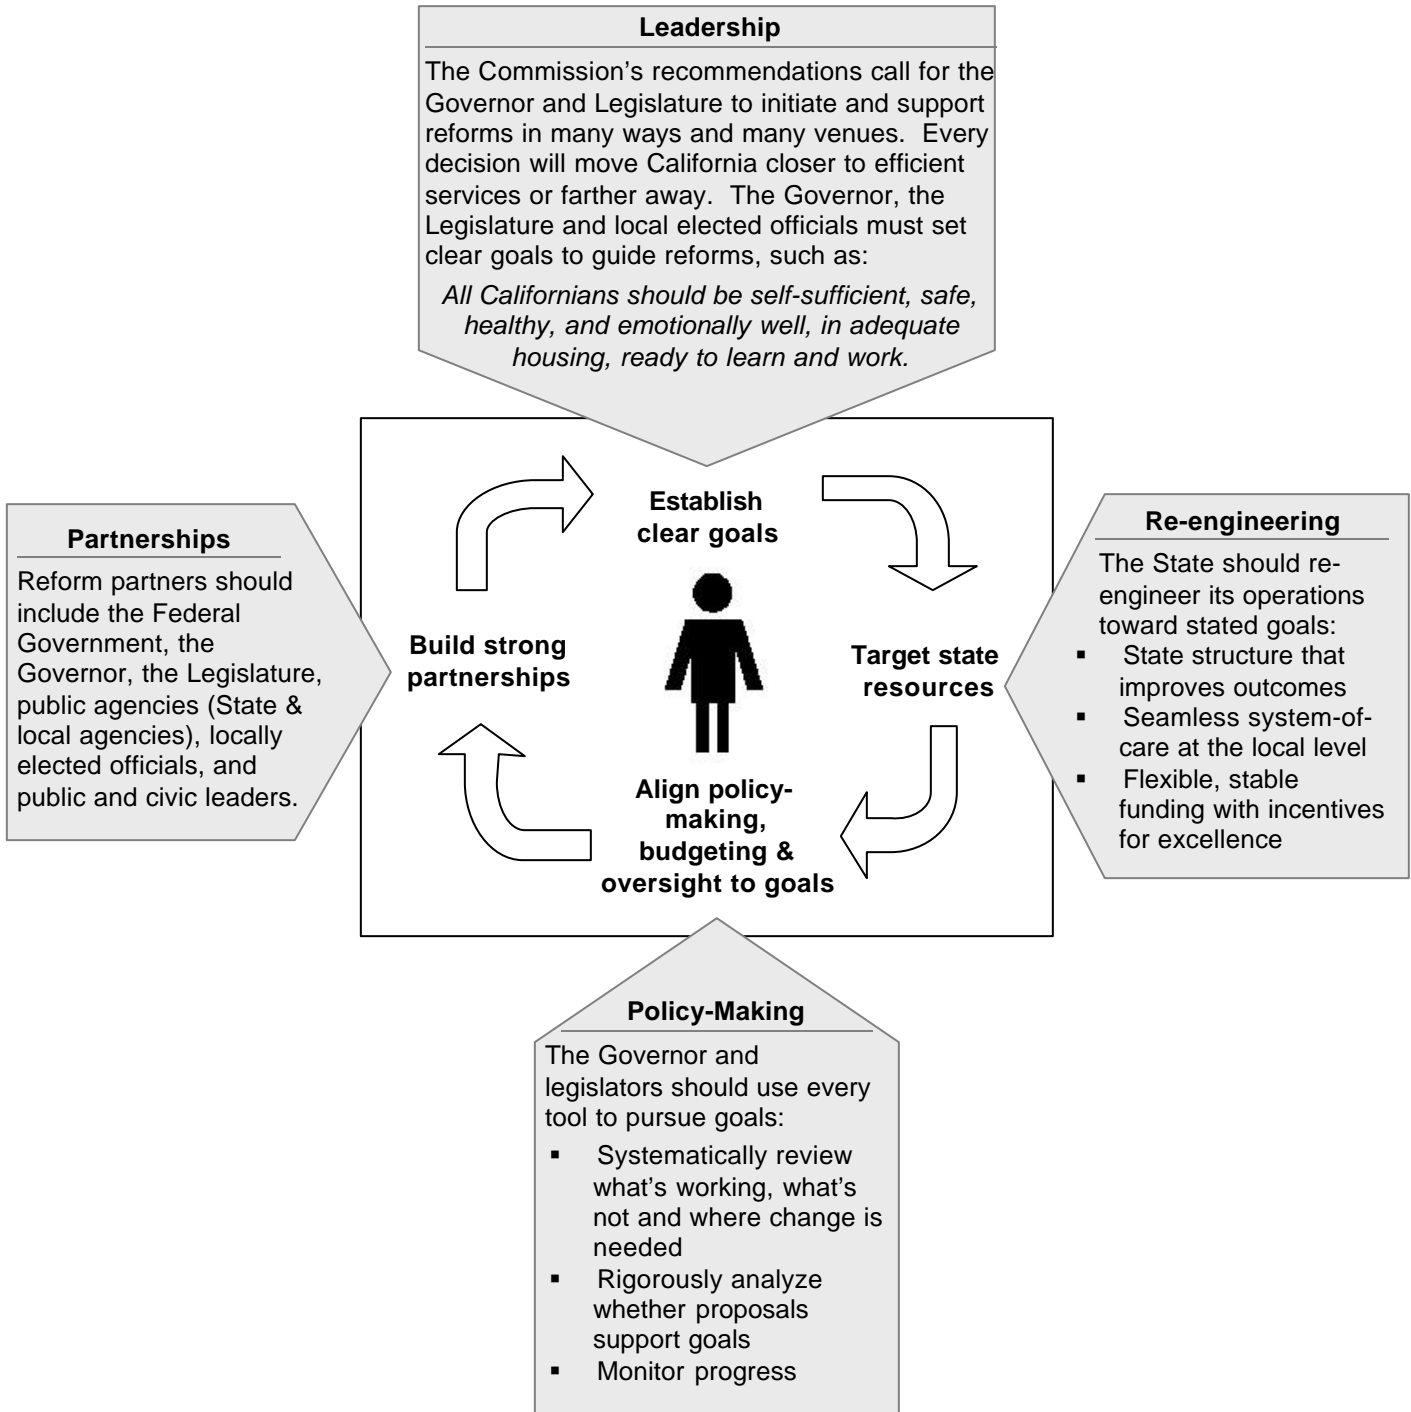 Leadership
The Commission's recommendations call for the
Governor and Legislature to initiate and support
reforms in many ways and many venues.  Every
decision will move California closer to efficient
services or farther away.  The Governor, the
Legislature and local elected officials must set
clear goals to guide reforms, such as:
All Californians should be self-sufficient, safe,
healthy, and emotionally well, in adequate
housing, ready to learn and work.
Establish
clear goals
Partnerships
Reform partners should
include the Federal
Government, the
Governor, the Legislature,
public agencies (State &
local agencies), locally
elected officials, and
public and civic leaders.
Build strong
partnerships
Target state
resources
Re-engineering
The State should re-
engineer its operations
toward stated goals:
▪ State structure that
improves outcomes
▪ Seamless system-of-
care at the local level
▪ Flexible, stable
funding with incentives
for excellence
Align policy-
making,
budgeting &
oversight to goals
Policy-Making
The Governor and
legislators should use every
tool to pursue goals:
▪ Systematically review
what's working, what's
not and where change is
needed
▪ Rigorously analyze
whether proposals
support goals
▪ Monitor progress